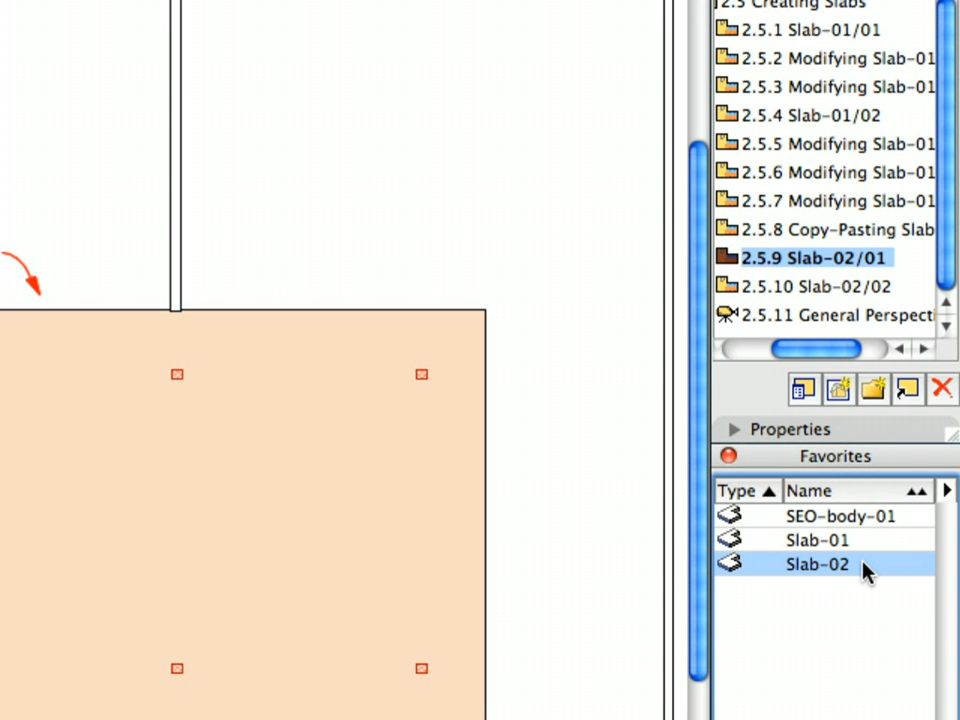 2.5 Creating Slabs
2.5.1 Slab-01/01
2.5.2 Modifying Slab-01
2.5.3 Modifying Slab-01
2.5.4 Slab-01/02
2.5.5 Modifying Slab-01
2.5.6 Modifying Slab-01
2.5.7 Modifying Slab-01
2.5.8 Copy-Pasting Slab
2.5.9 Slab-02/01
2.5.10 Slab-02/02
2.5.11 General Perspecti
Properties
Favorites
Type Name
SEO-body-01
Slab-01
Slab-02